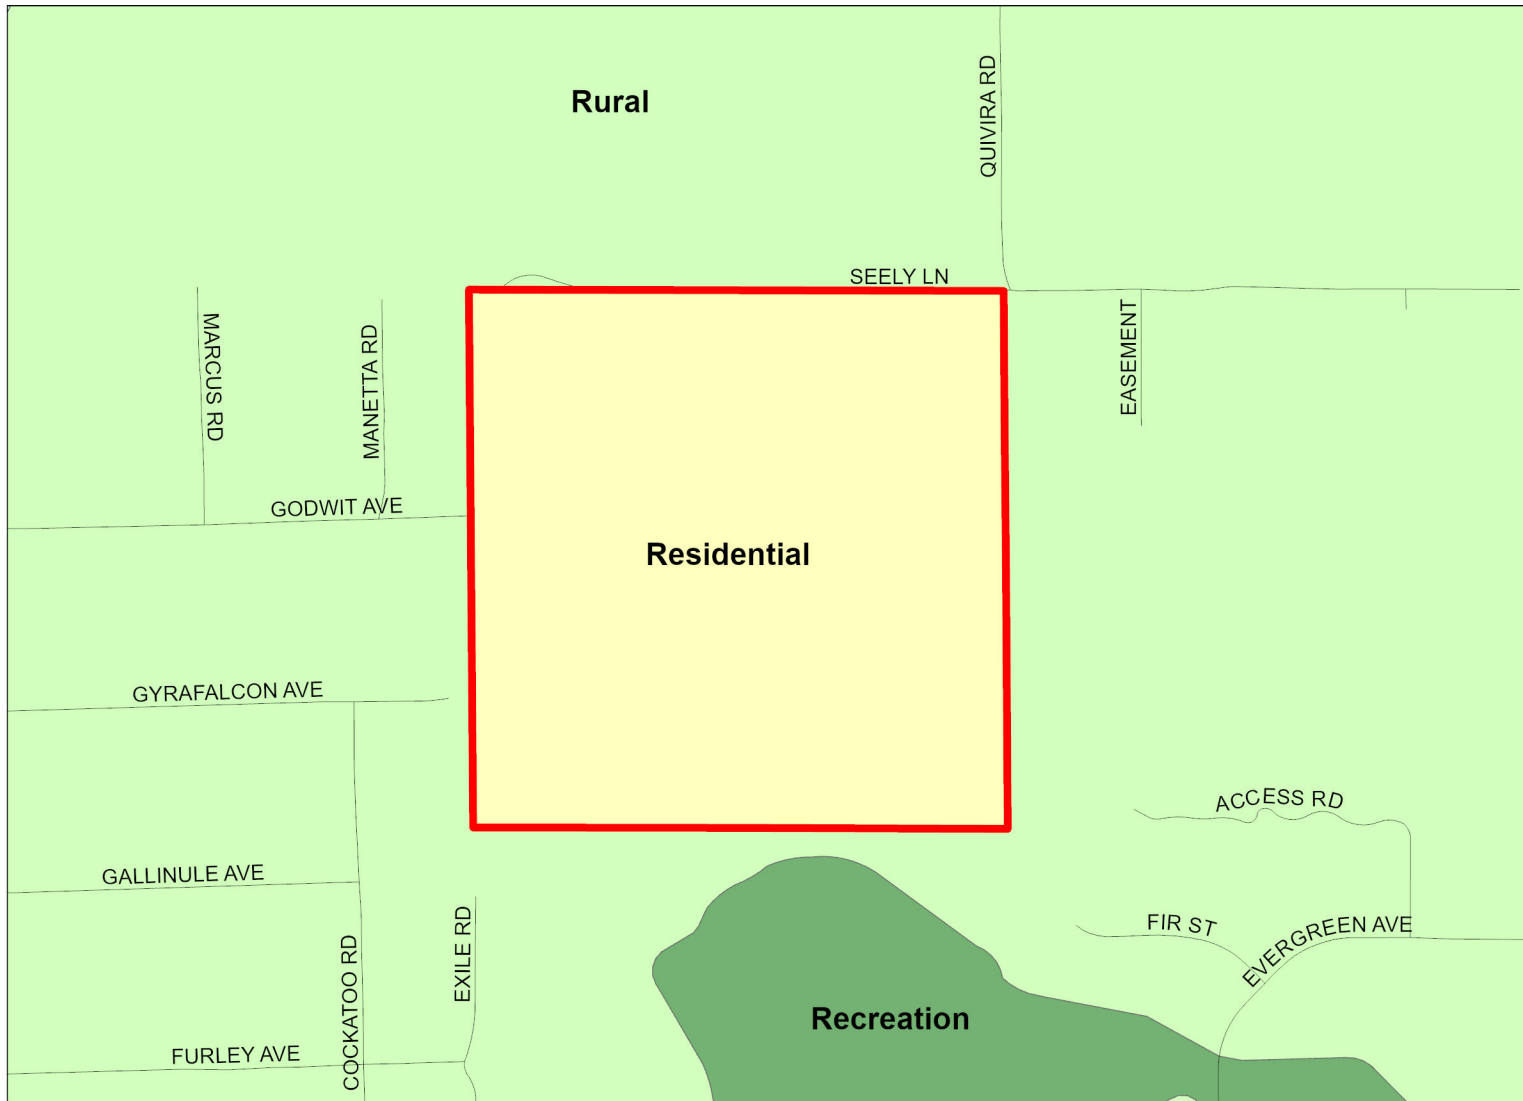 Rural
QUIVIRA RD
SEELY LN
MARCUS RD
MANETTA RD
EASEMENT
GODWIT AVE
Residential
GYRAFALCON AVE
ACCESS RD
GALLINULE AVE
FIR ST
EVERGREEN AVE
EXILE RD
COCKATOO RD
Recreation
FURLEY AVE